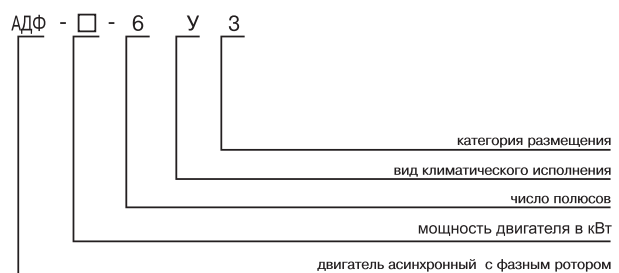 АДФ - □ - 6 У 3
категория размещения
вид климатического исполнения
число полюсов
мощность двигателя в кВт
двигатель асинхронный с фазным ротором